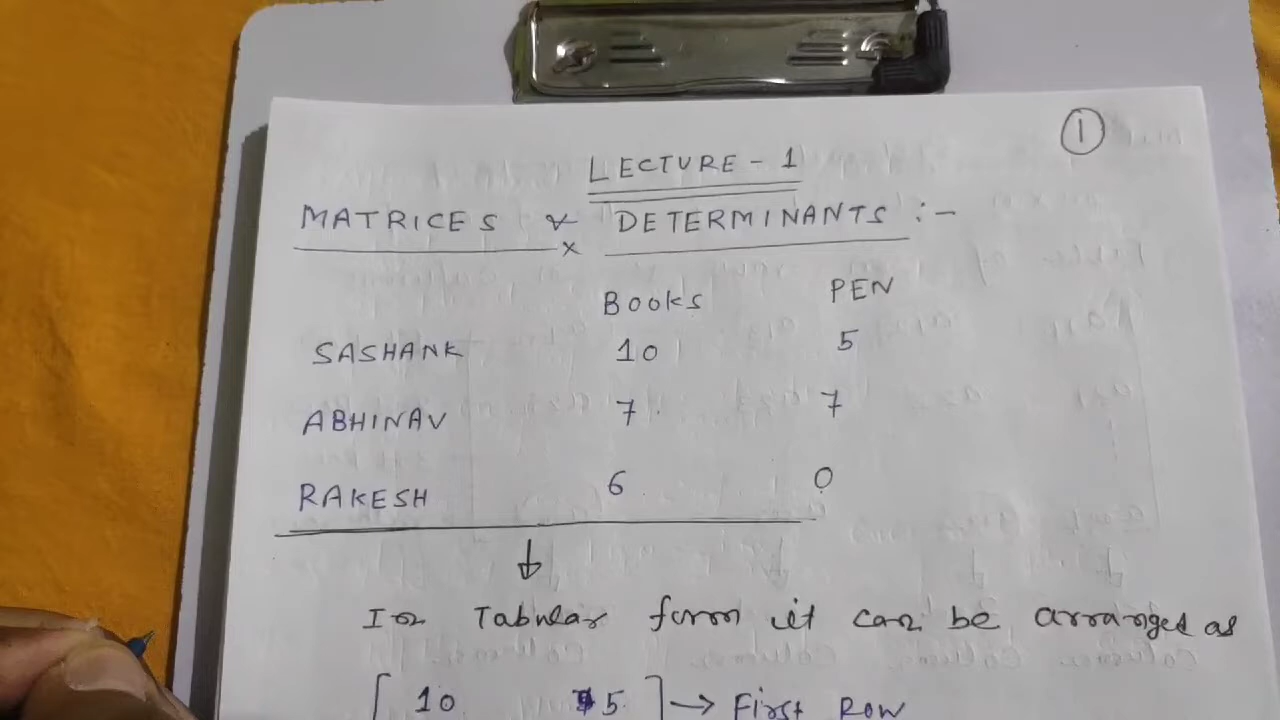 ①
LECTURE - 1
MATRICES & DETERMINANTS :-
Books PEN
SASHANK 10 5
ABHINAV 7 7
RAKESH 6 0
↓
In Tabular form it can be arranged as
[ 10 5 ] → First Row